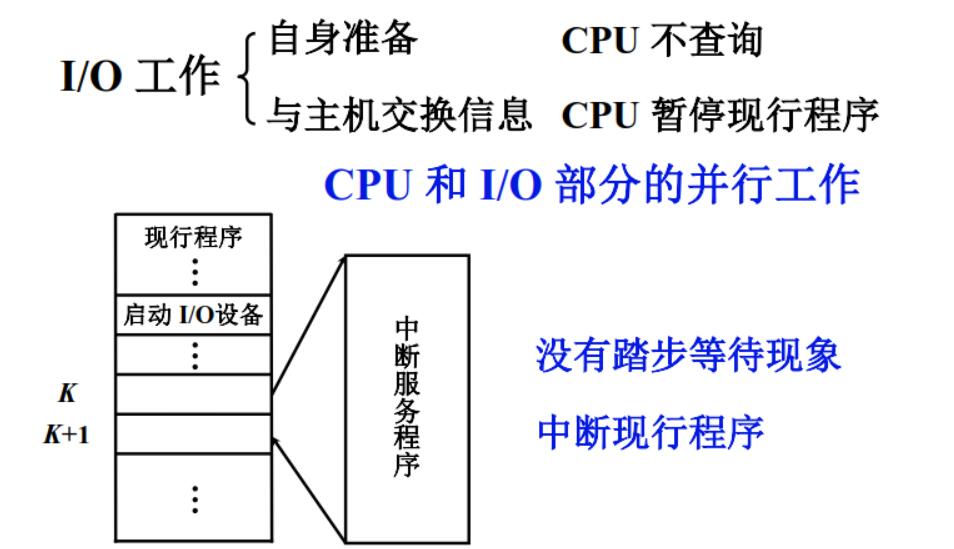 I/O 工作
自身准备 CPU 不查询
与主机交换信息 CPU 暂停现行程序
CPU 和 I/O 部分的并行工作
现行程序
启动 I/O设备
K
K+1
中断服务程序
没有踏步等待现象
中断现行程序